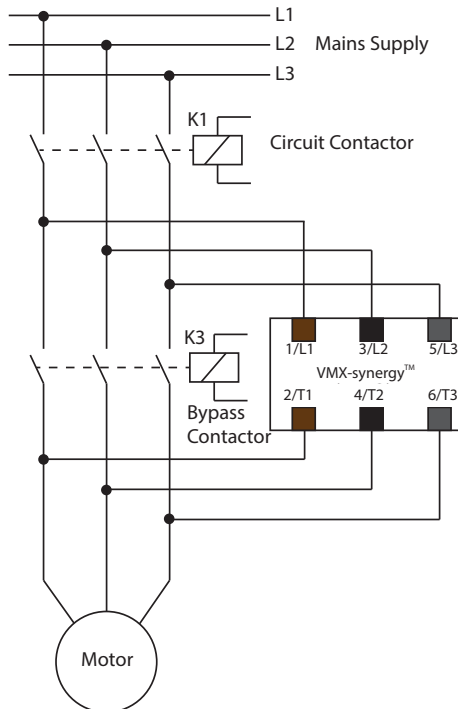 L1
L2 Mains Supply
L3
K1
Circuit Contactor
K3
1/L1 3/L2 5/L3
VMX-synergy™
2/T1 4/T2 6/T3
Bypass
Contactor
Motor